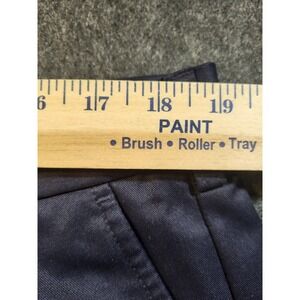 6 17 18 19
PAINT
• Brush • Roller • Tray